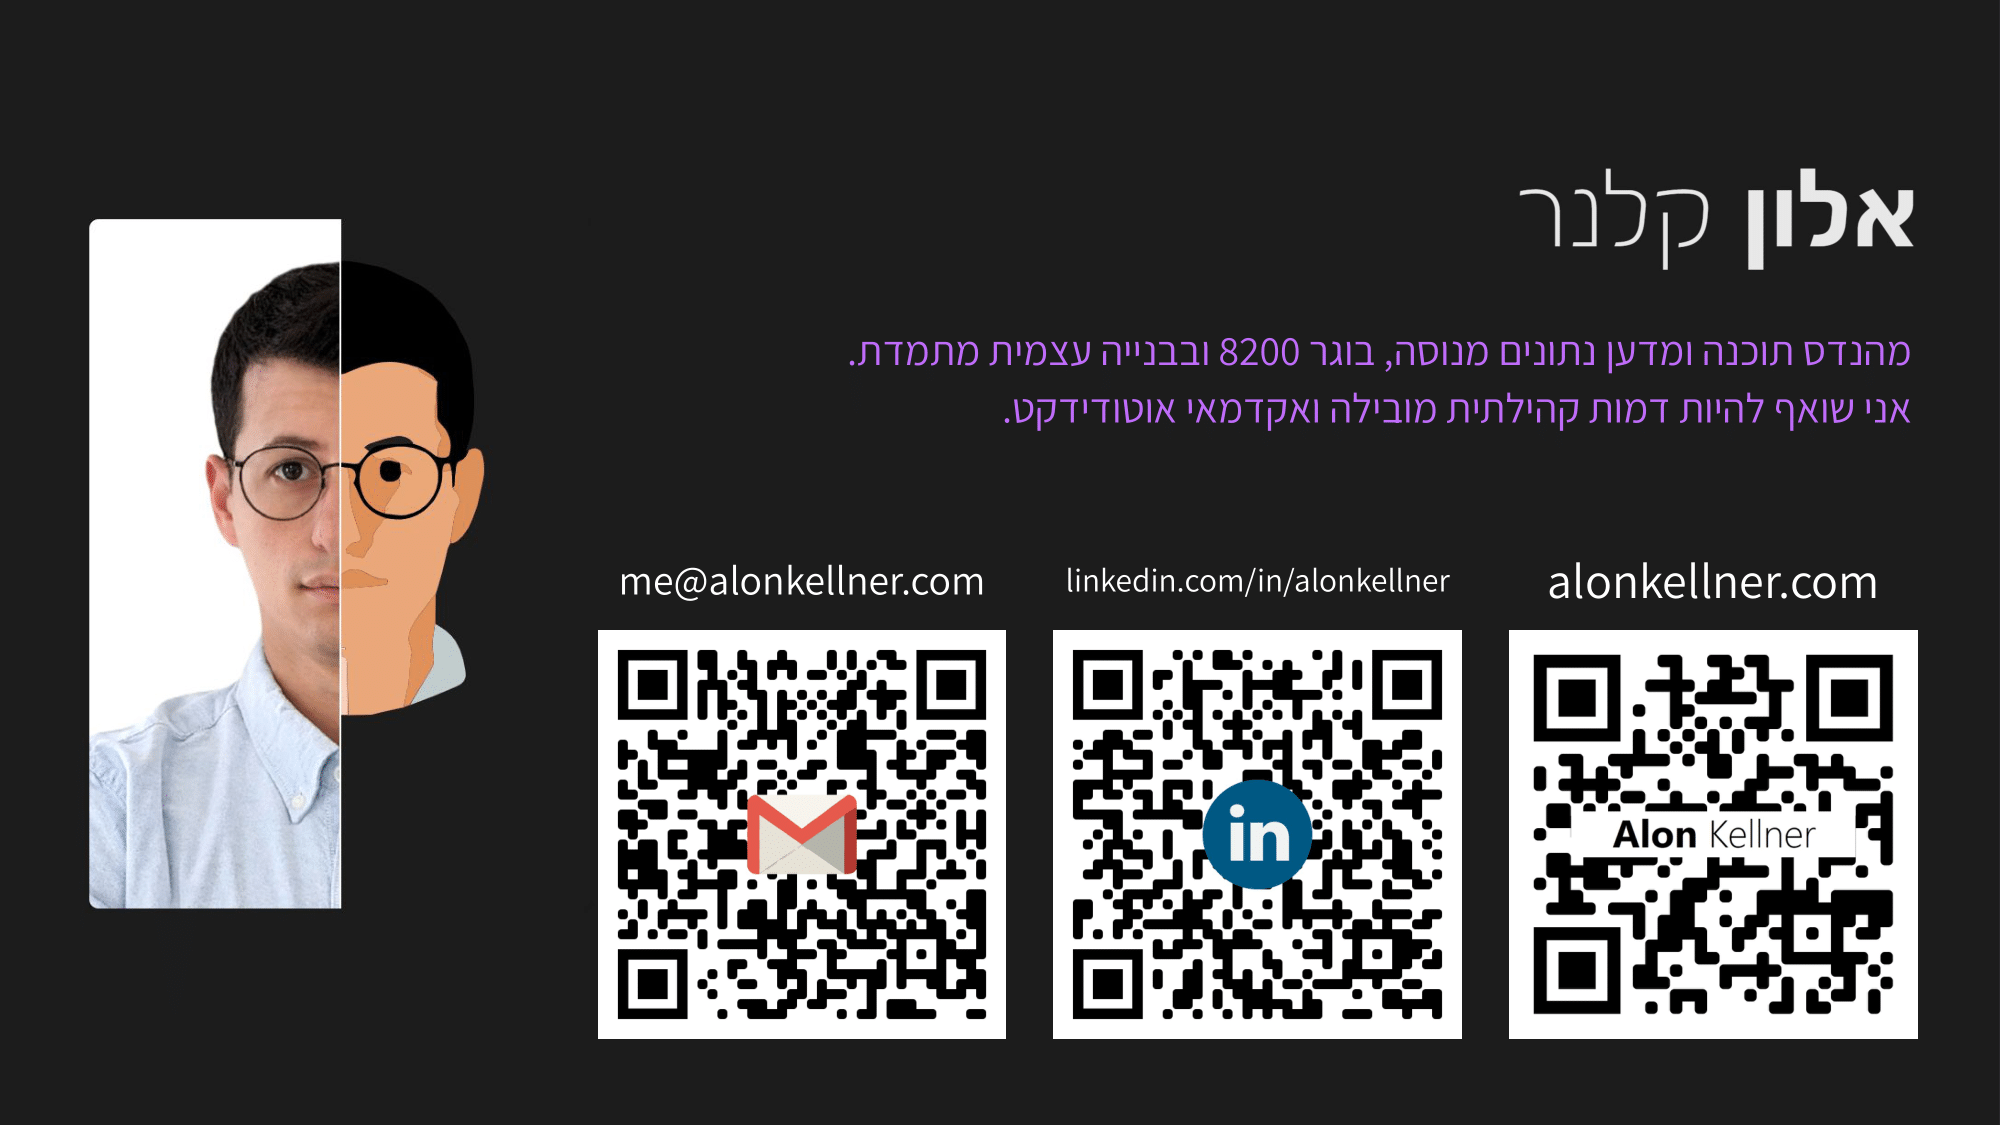 אלון קלנר
מהנדס תוכנה ומדען נתונים מנוסה, בוגר 8200 ובבנייה עצמית מתמדת.
אני שואף להיות דמות קהילתית מובילה ואקדמאי אוטודידקט.
alonkellner.com
linkedin.com/in/alonkellner
me@alonkellner.com
Alon Kellner
in